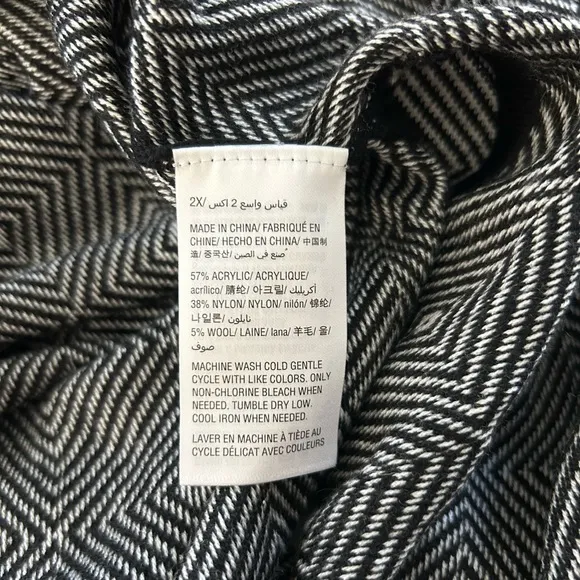 2X/ قياس واسع 2 اكس
MADE IN CHINA/ FABRIQUÉ EN
CHINE/ HECHO EN CHINA/ 中国制
造/ 중국산/ صنع في الصين
57% ACRYLIC/ ACRYLIQUE/
acrílico/ 腈纶/ 아크릴/ أكريليك
38% NYLON/ NYLON/ nilón/ 锦纶/
나일론/ نايلون
5% WOOL/ LAINE/ lana/ 羊毛/ 울/
صوف
MACHINE WASH COLD GENTLE
CYCLE WITH LIKE COLORS. ONLY
NON-CHLORINE BLEACH WHEN
NEEDED. TUMBLE DRY LOW.
COOL IRON WHEN NEEDED.
LAVER EN MACHINE À TIÈDE AU
CYCLE DÉLICAT AVEC COULEURS